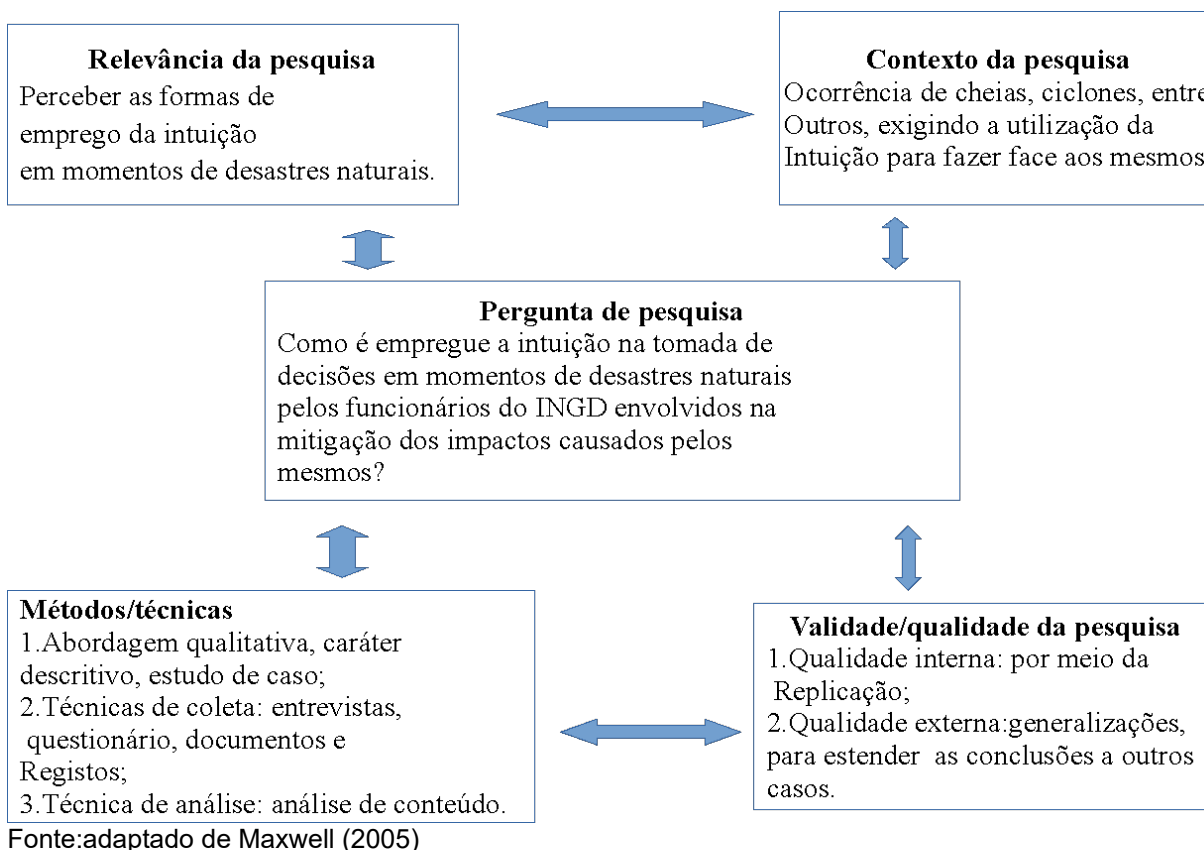 Relevância da pesquisa
Perceber as formas de
emprego da intuição
em momentos de desastres naturais.
Contexto da pesquisa
Ocorrência de cheias, ciclones, entre
Outros, exigindo a utilização da
Intuição para fazer face aos mesmos
Pergunta de pesquisa
Como é empregue a intuição na tomada de
decisões em momentos de desastres naturais
pelos funcionários do INGD envolvidos na
mitigação dos impactos causados pelos
mesmos?
Métodos/técnicas
1.Abordagem qualitativa, caráter
descritivo, estudo de caso;
2.Técnicas de coleta: entrevistas,
questionário, documentos e
Registos;
3.Técnica de análise: análise de conteúdo.
Validade/qualidade da pesquisa
1.Qualidade interna: por meio da
Replicação;
2.Qualidade externa:generalizações,
para estender as conclusões a outros
casos.
Fonte:adaptado de Maxwell (2005)